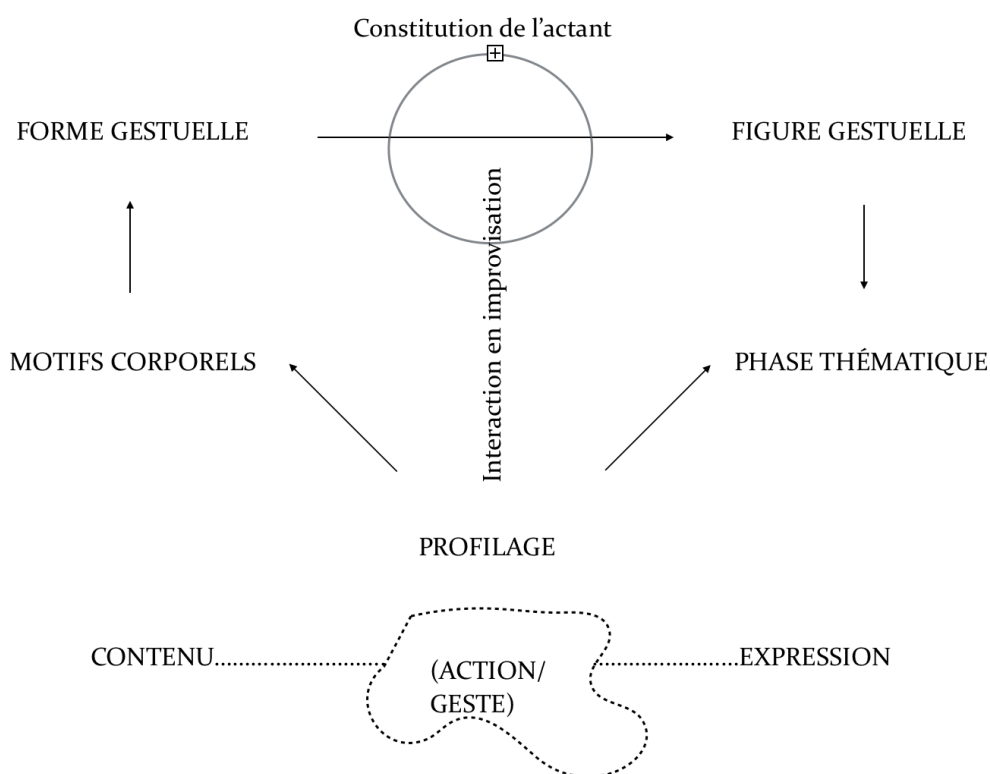 Constitution de l’actant
FORME GESTUELLE
FIGURE GESTUELLE
Interaction en improvisation
MOTIFS CORPORELS
PHASE THÉMATIQUE
PROFILAGE
CONTENU
(ACTION/
GESTE)
EXPRESSION